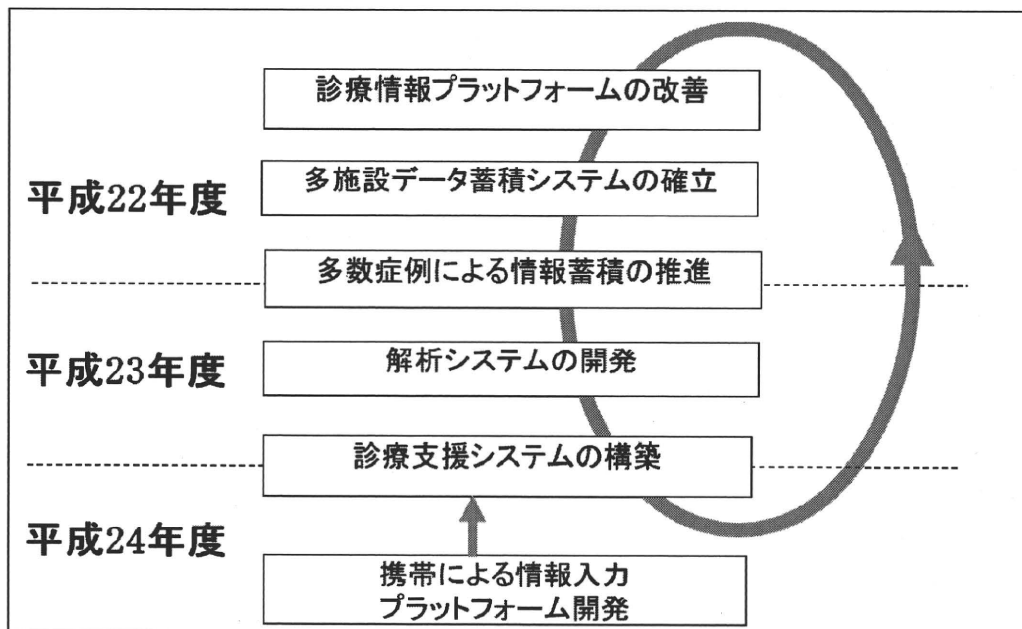 診療情報プラットフォームの改善
平成22年度
多施設データ蓄積システムの確立
多数症例による情報蓄積の推進
平成23年度
解析システムの開発
診療支援システムの構築
平成24年度
携帯による情報入力
プラットフォーム開発